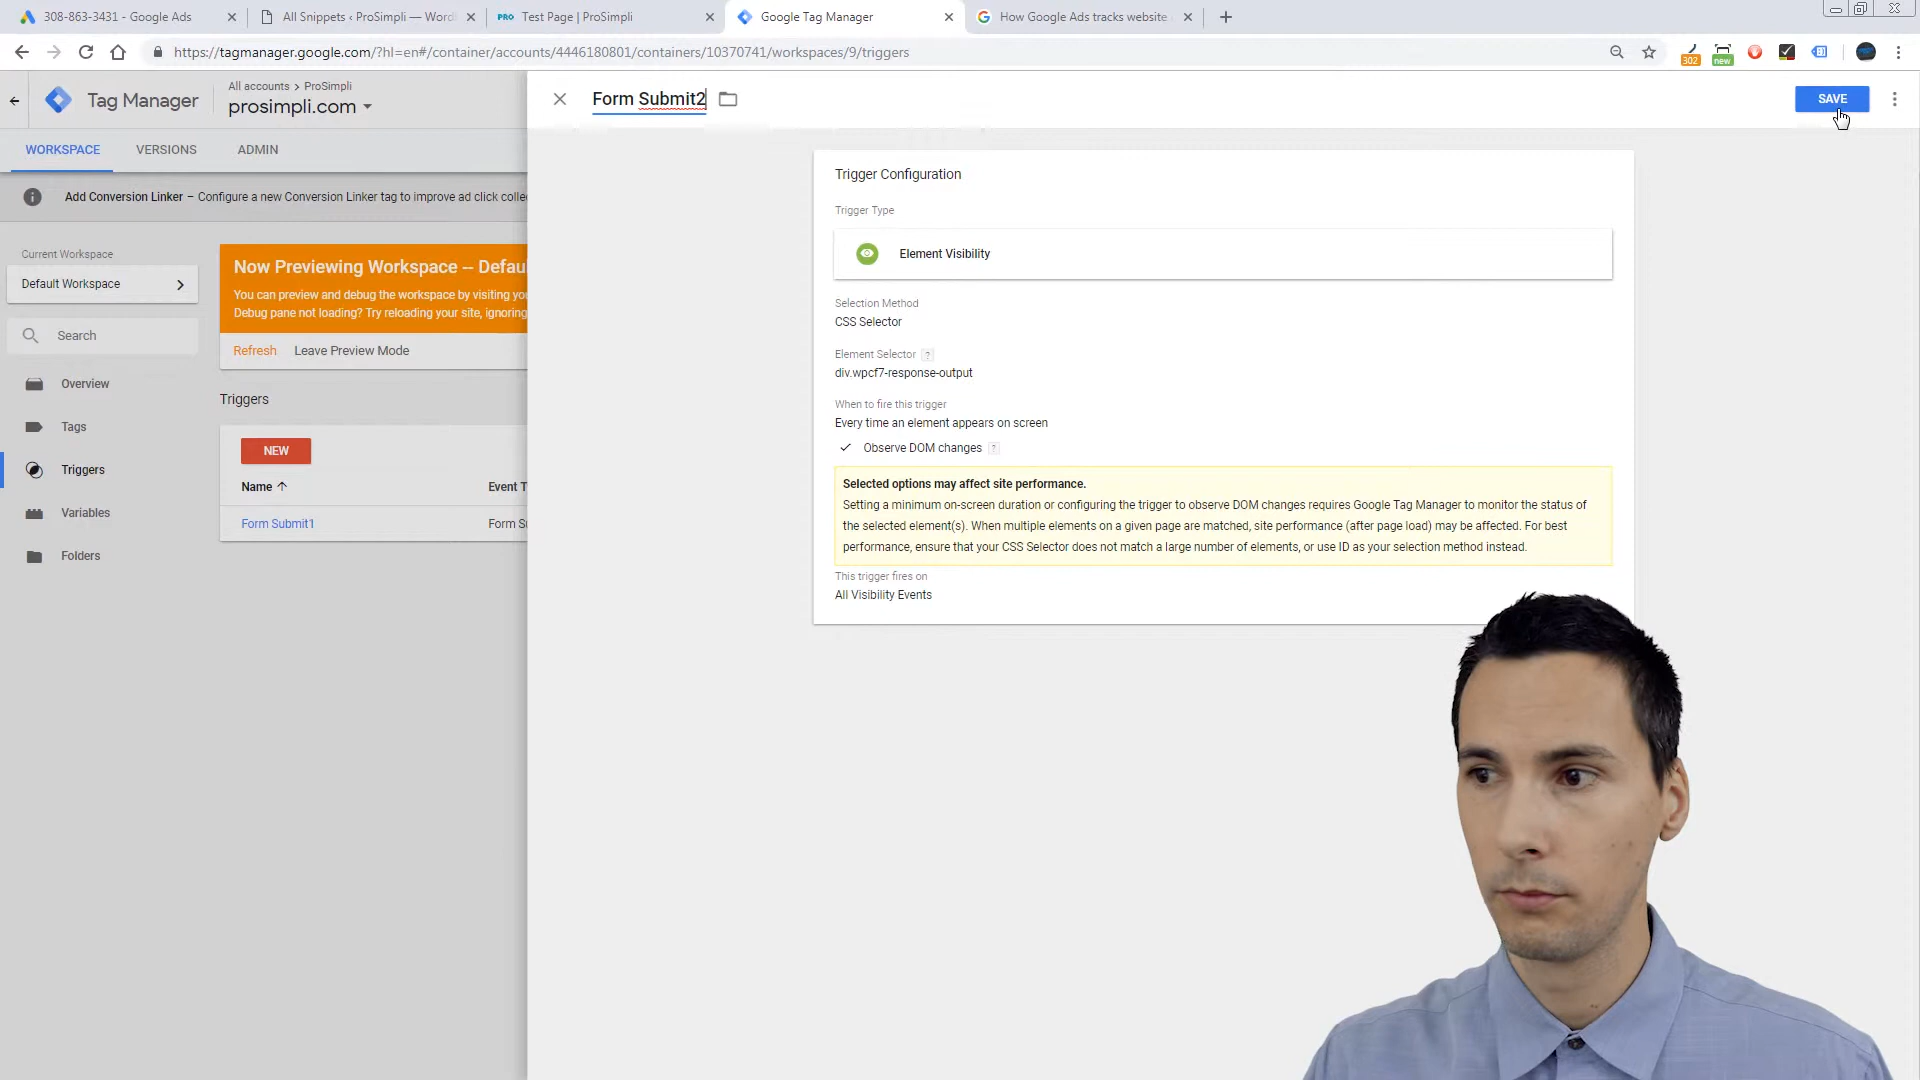 308-863-3431 - Google Ads
All Snippets ‹ ProSimpli — Word
PRO Test Page | ProSimpli
Google Tag Manager
How Google Ads tracks website
https://tagmanager.google.com/?hl=en#/container/accounts/4446180801/containers/10370741/workspaces/9/triggers
302
new
Tag Manager
All accounts > ProSimpli
prosimpli.com
Form Submit2
SAVE
WORKSPACE
VERSIONS
ADMIN
Add Conversion Linker – Configure a new Conversion Linker tag to improve ad click collec
Current Workspace
Default Workspace
Search
Overview
Tags
Triggers
Variables
Folders
Now Previewing Workspace -- Defau
You can preview and debug the workspace by visiting you
Debug pane not loading? Try reloading your site, ignoring
Refresh
Leave Preview Mode
Triggers
NEW
Name
Event T
Form Submit1
Form Su
Trigger Configuration
Trigger Type
Element Visibility
Selection Method
CSS Selector
Element Selector ?
div.wpcf7-response-output
When to fire this trigger
Every time an element appears on screen
Observe DOM changes ?
Selected options may affect site performance.
Setting a minimum on-screen duration or configuring the trigger to observe DOM changes requires Google Tag Manager to monitor the status of
the selected element(s). When multiple elements on a given page are matched, site performance (after page load) may be affected. For best
performance, ensure that your CSS Selector does not match a large number of elements, or use ID as your selection method instead.
This trigger fires on
All Visibility Events